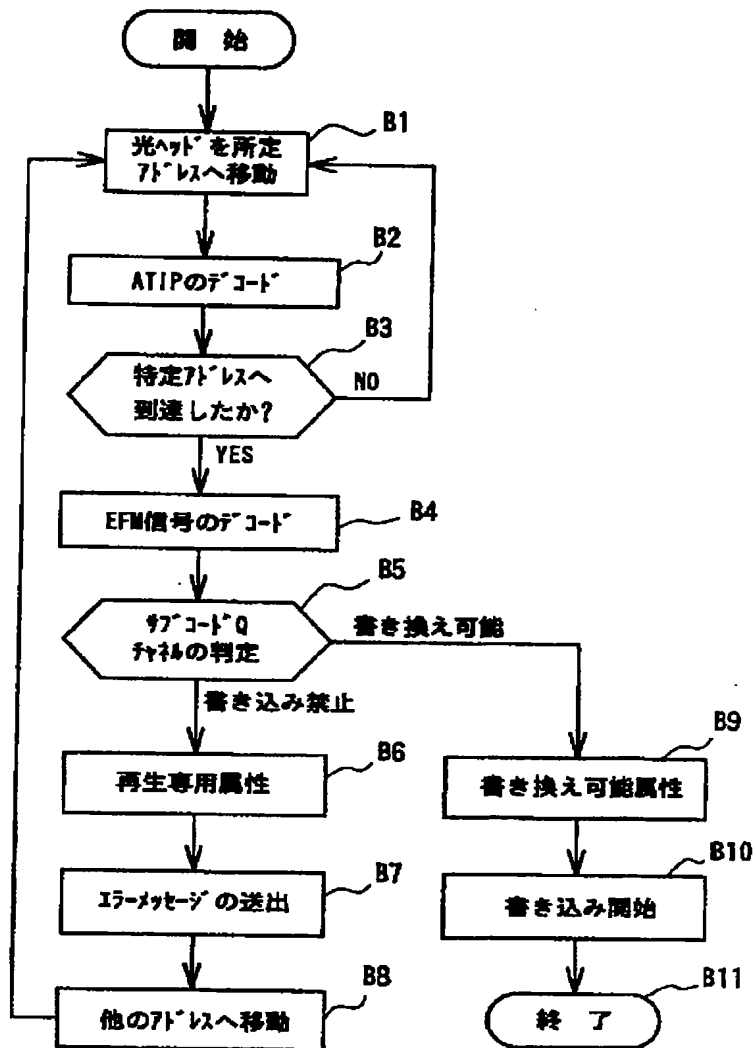 開 始
B1
光ヘッドを所定
ｱﾄﾞﾚｽへ移動
B2
ATIPのﾃﾞｺｰﾄﾞ
B3
特定ｱﾄﾞﾚｽへ
到達したか?
NO
YES
B4
EFM信号のﾃﾞｺｰﾄﾞ
B5
ｻﾌﾞｺｰﾄﾞQ
ﾁｬﾈﾙの判定
書き換え可能
書き込み禁止
B6
再生専用属性
B9
書き換え可能属性
B7
ｴﾗｰﾒｯｾｰｼﾞの送出
B10
書き込み開始
B8
他のｱﾄﾞﾚｽへ移動
B11
終 了